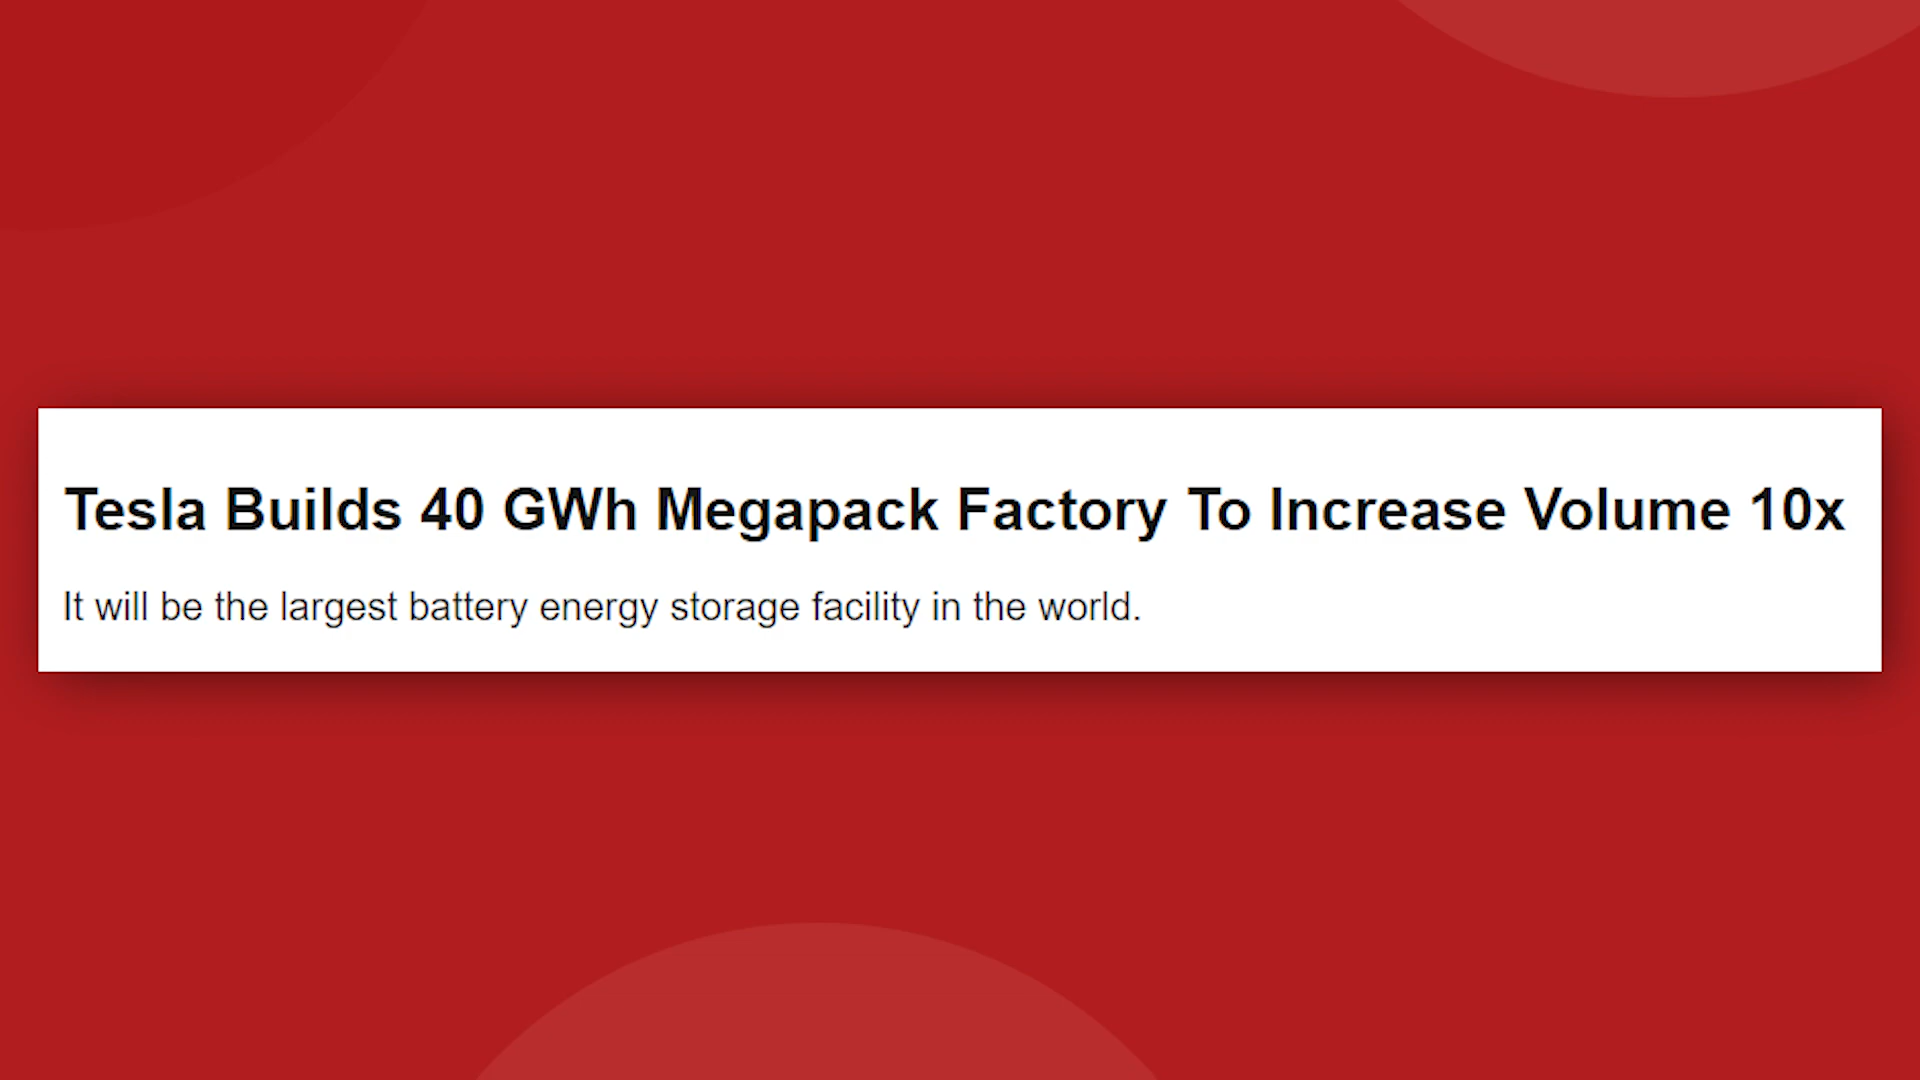 Tesla Builds 40 GWh Megapack Factory To Increase Volume 10x
It will be the largest battery energy storage facility in the world.